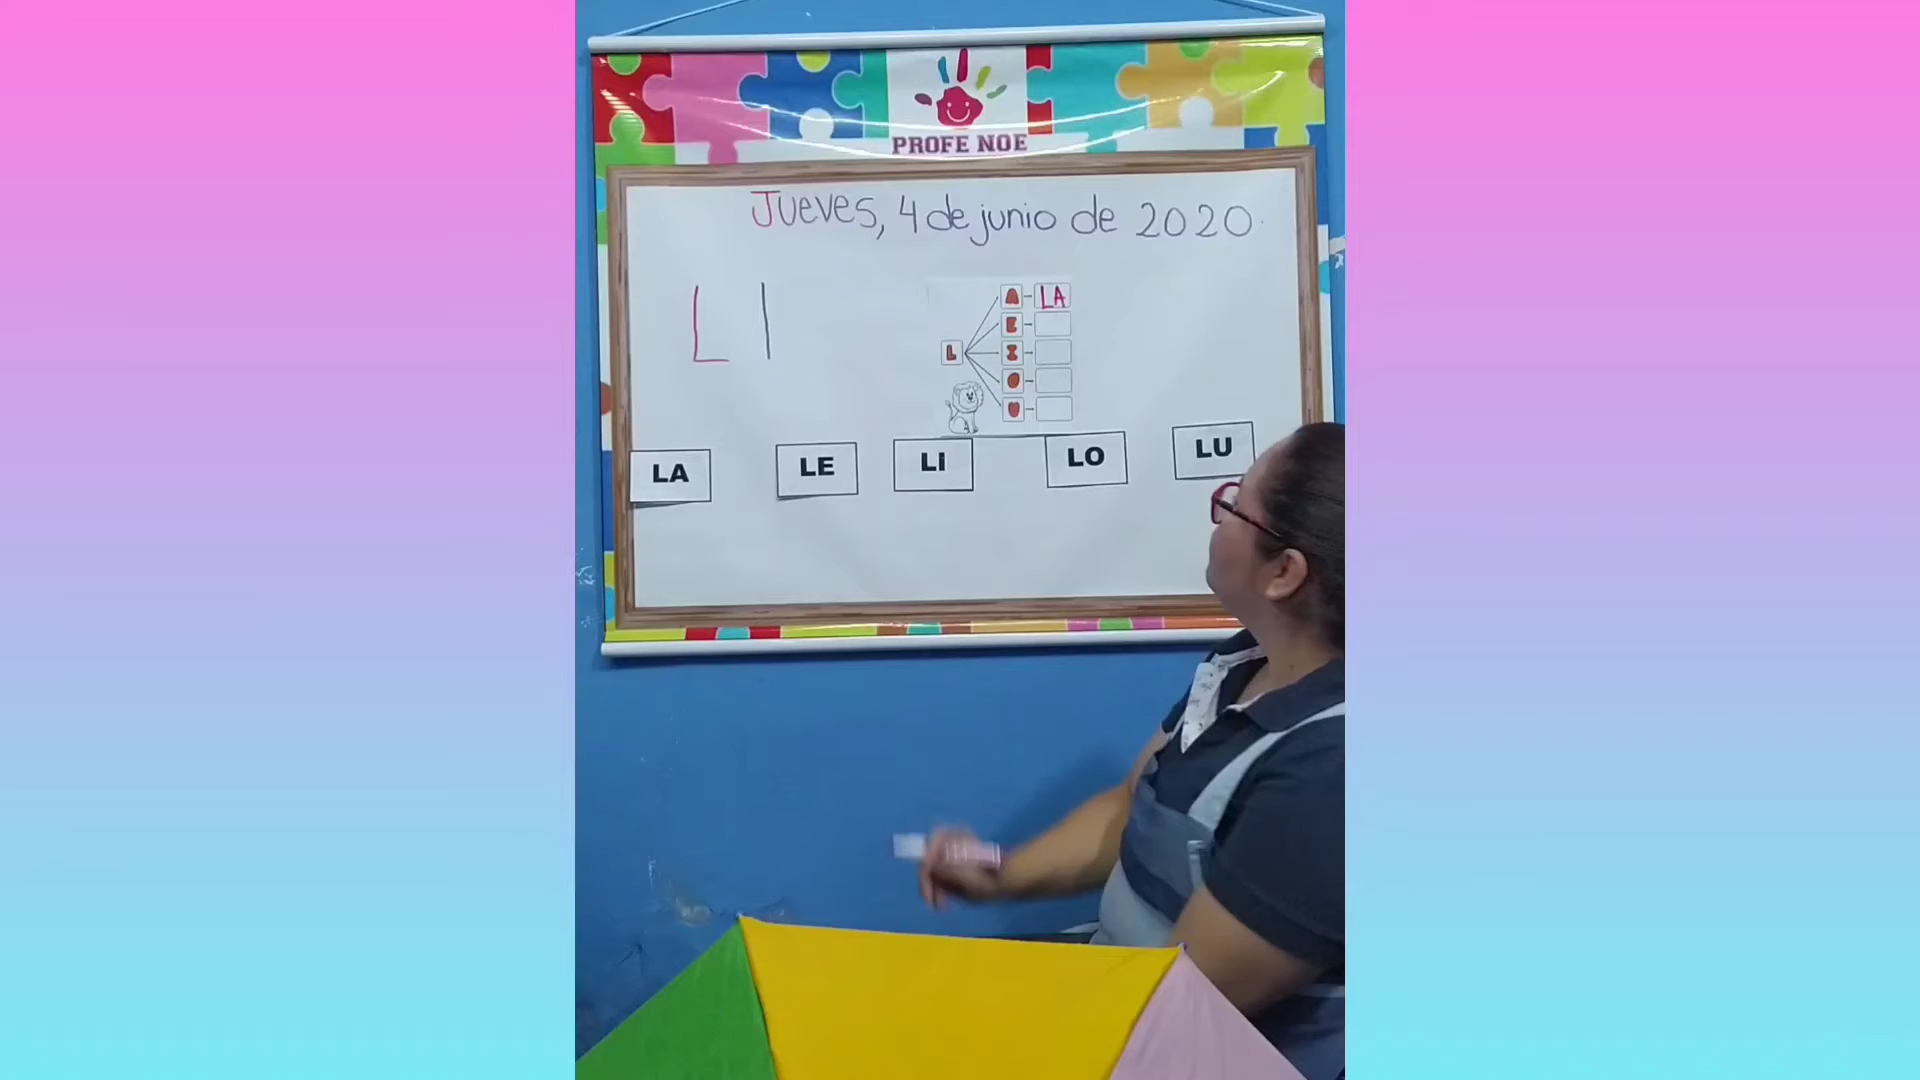 PROFE NOE
Jueves, 4 de junio de 2020.
L l
A LA
E
L I
O
U
LA LE Li LO LU